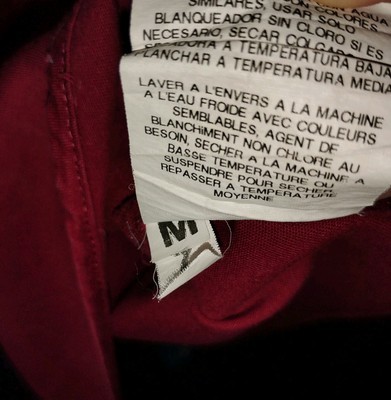 SIMILARES, USAR SOLO
BLANQUEADOR SIN CLORO SI ES
NECESARIO, SECAR
A TEMPERATURA BAJA
PLANCHAR A TEMPERATURA MEDIA
LAVER A L'ENVERS A LA MACHINE
A L'EAU FROIDE AVEC COULEURS
SEMBLABLES, AGENT DE
BLANCHIMENT NON CHLORE AU
BESOIN, SECHER A LA MACHINE A
BASSE TEMPERATURE OU
SUSPENDRE POUR SECHER,
REPASSER A TEMPERATURE
MOYENNE
M